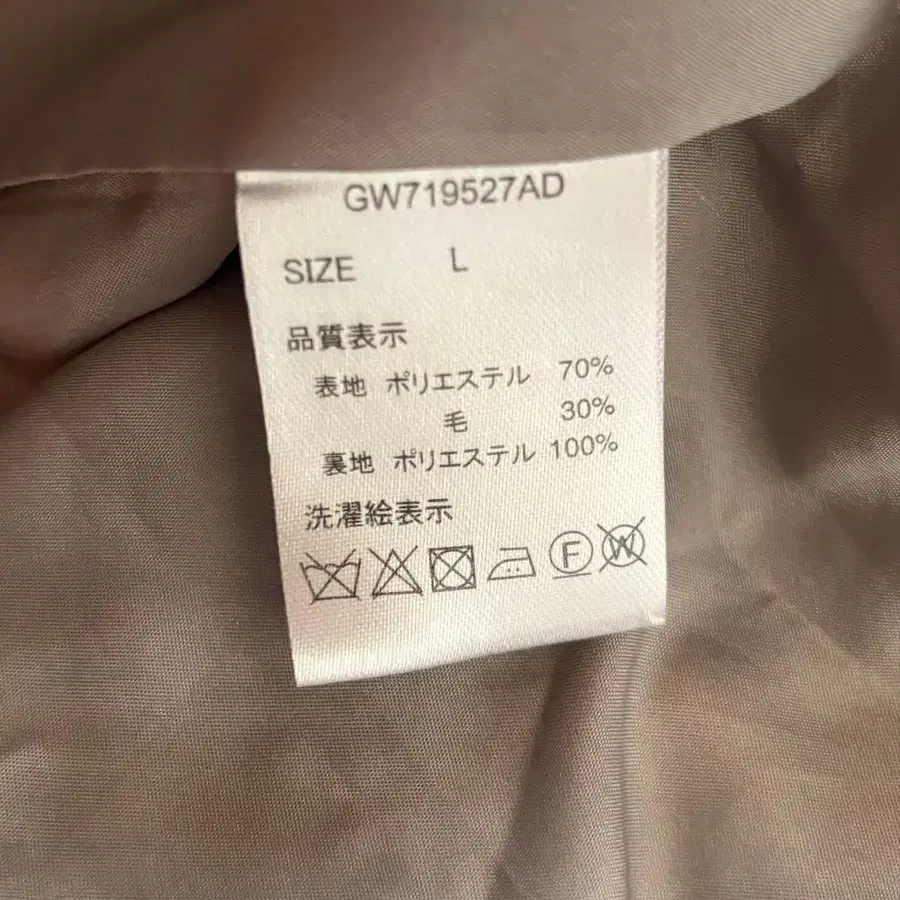 GW719527AD
SIZE L
品質表示
表地 ポリエステル 70%
毛 30%
裏地 ポリエステル 100%
洗濯絵表示
F W